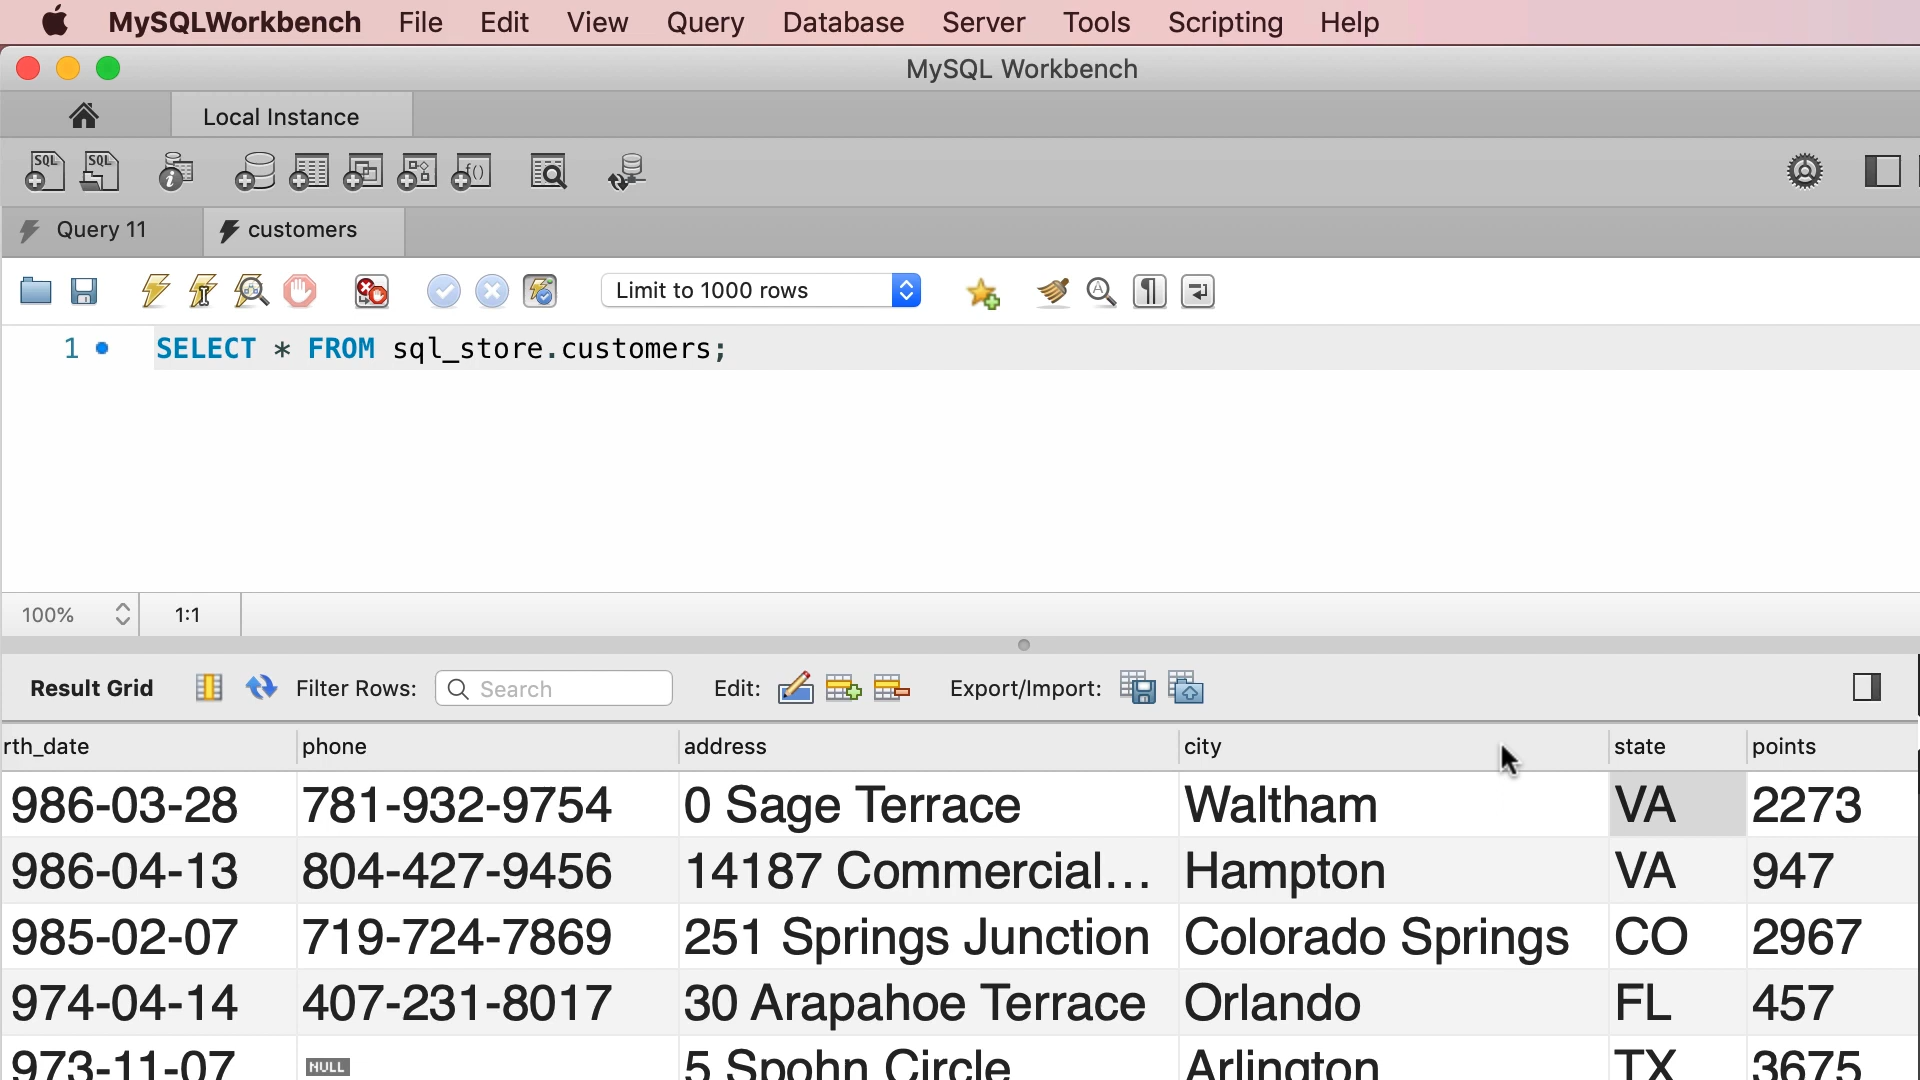 MySQLWorkbench File Edit View Query Database Server Tools Scripting Help
MySQL Workbench
Local Instance
SQL SQL f()
Query 11 customers
Limit to 1000 rows
1 SELECT * FROM sql_store.customers;
100% 1:1
Result Grid Filter Rows: Search Edit: Export/Import:
rth_date phone address city state points
986-03-28 781-932-9754 0 Sage Terrace Waltham VA 2273
986-04-13 804-427-9456 14187 Commercial... Hampton VA 947
985-02-07 719-724-7869 251 Springs Junction Colorado Springs CO 2967
974-04-14 407-231-8017 30 Arapahoe Terrace Orlando FL 457
973-11-07 NULL 5 Spohn Circle Arlington TX 3675